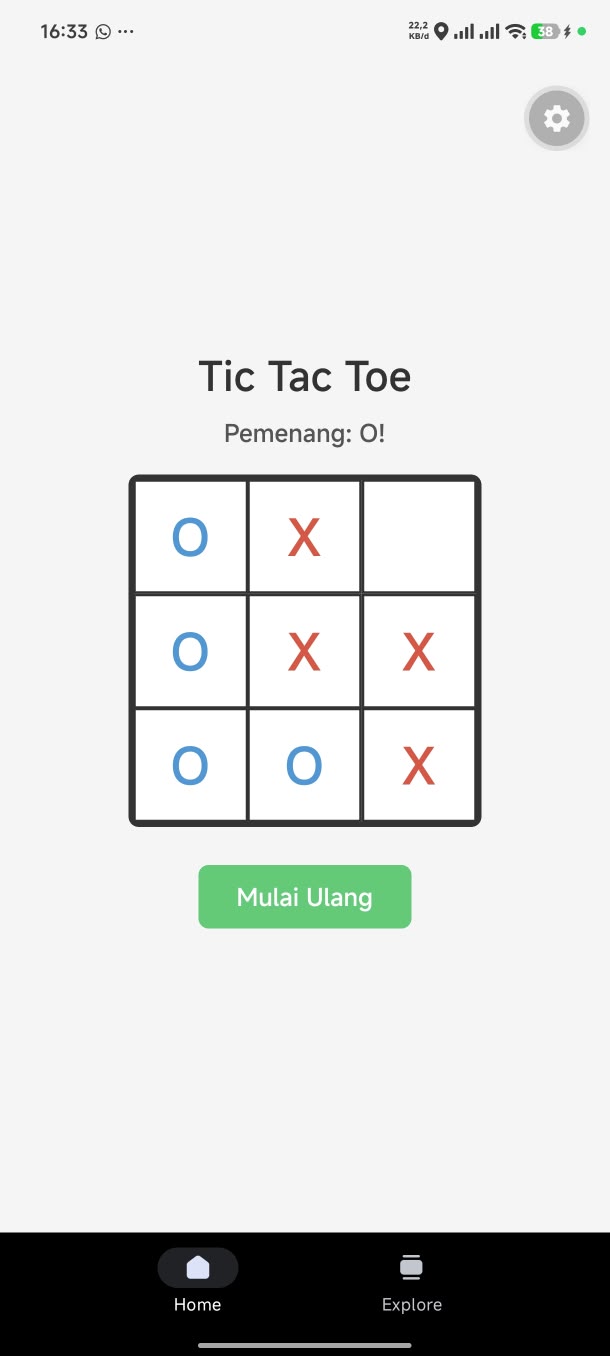 16:33 ... 22,2 KB/d 38
Tic Tac Toe
Pemenang: O!
O X
O X X
O O X
Mulai Ulang
Home Explore